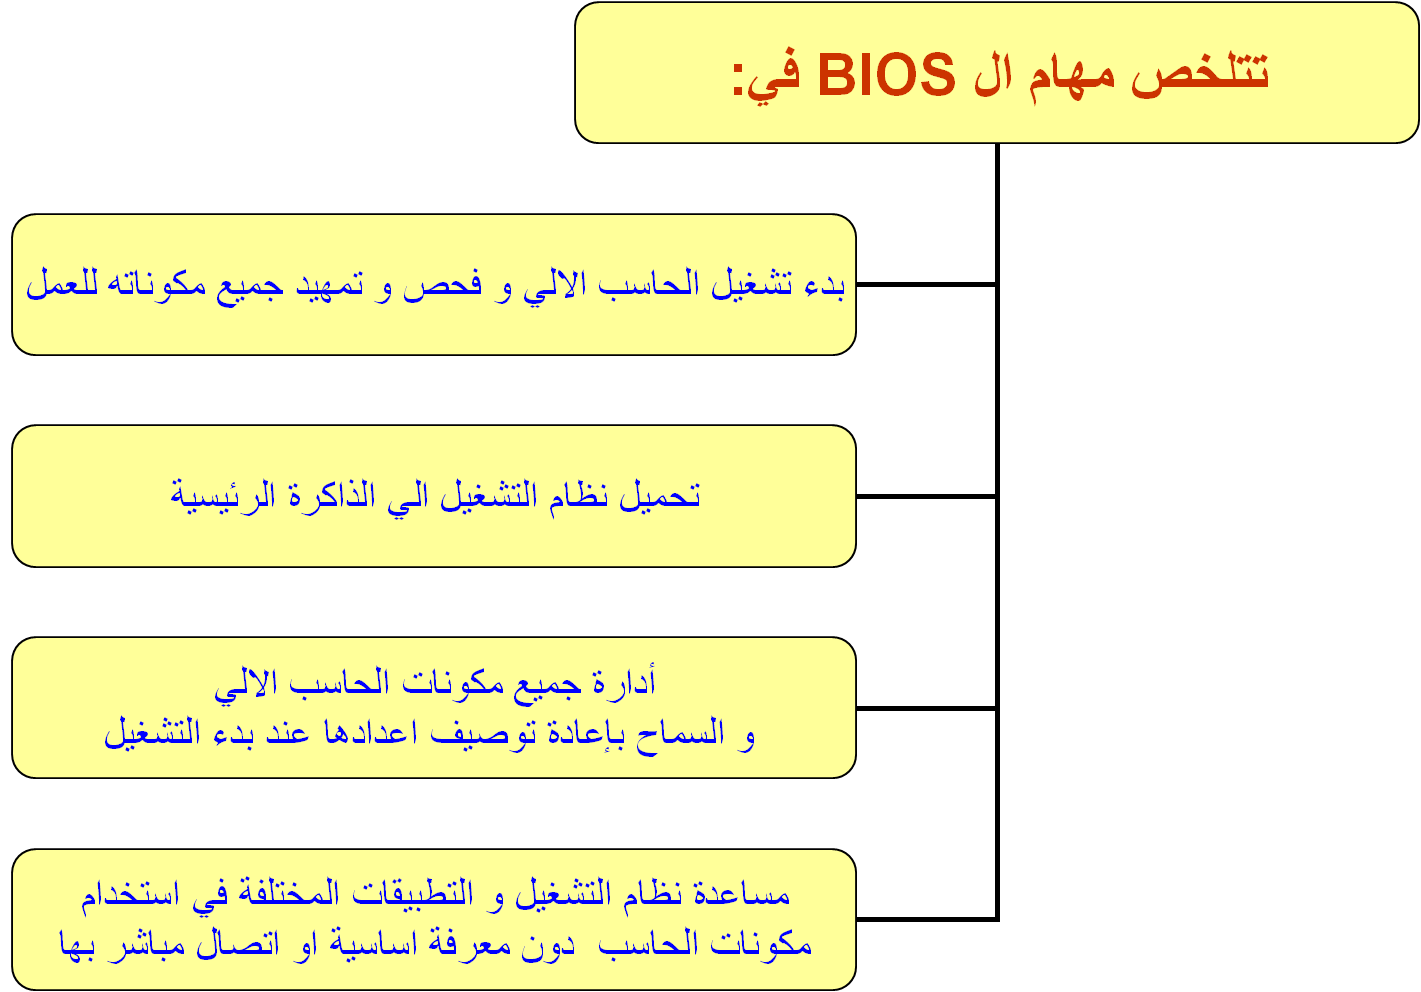 تتلخص مهام ال BIOS في:
بدء تشغيل الحاسب الالي و فحص و تمهيد جميع مكوناته للعمل
تحميل نظام التشغيل الي الذاكرة الرئيسية
أدارة جميع مكونات الحاسب الالي
و السماح بإعادة توصيف اعدادها عند بدء التشغيل
مساعدة نظام التشغيل و التطبيقات المختلفة في استخدام
مكونات الحاسب دون معرفة اساسية او اتصال مباشر بها